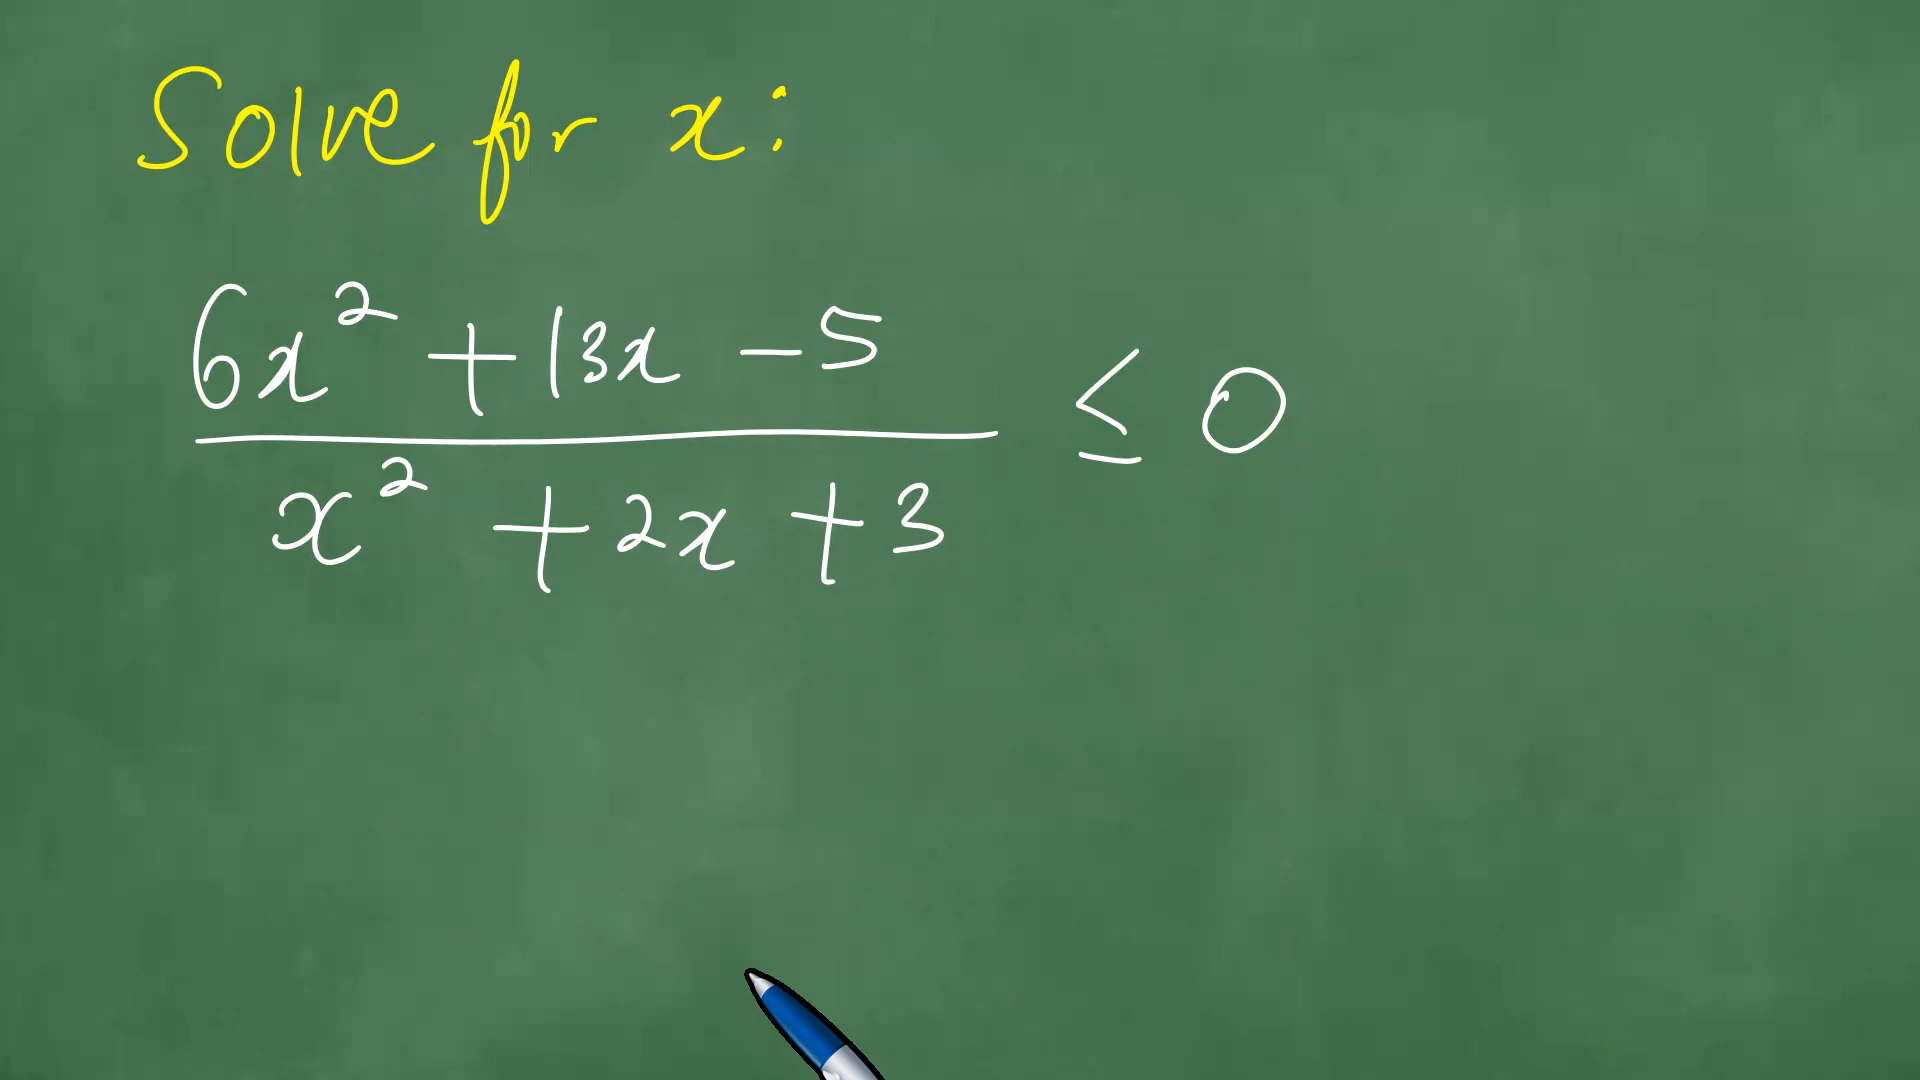 Solve for x:
6x² + 13x - 5
x² + 2x + 3
≤ 0